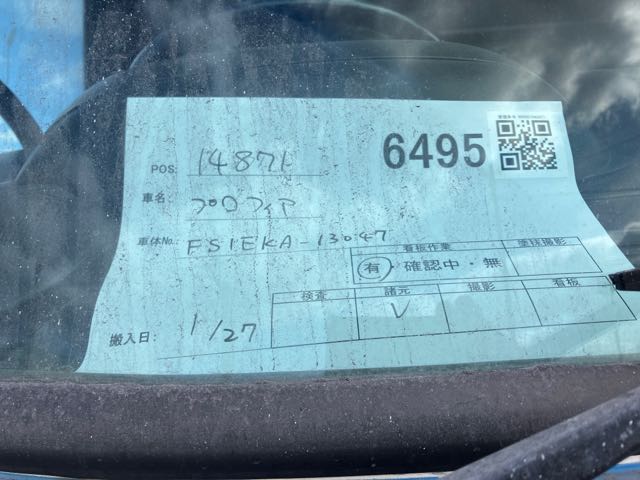 6495
POS: 14871
車名: プロフィア
車体No.: FS1EKA-13047
看板作業 塗抹撮影
有・確認中・無
検査 諸元 撮影 看板
搬入日: 1/27